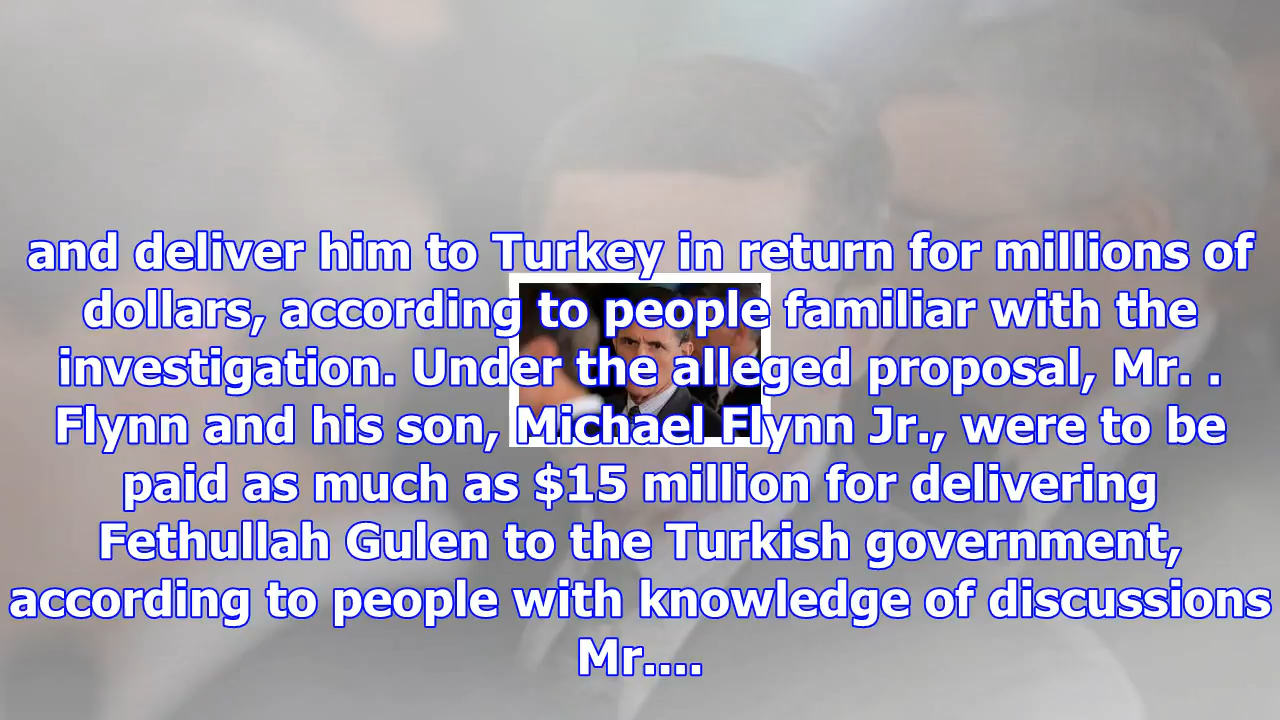 and deliver him to Turkey in return for millions of
dollars, according to people familiar with the
investigation. Under the alleged proposal, Mr. .
Flynn and his son, Michael Flynn Jr., were to be
paid as much as $15 million for delivering
Fethullah Gulen to the Turkish government,
according to people with knowledge of discussions
Mr....